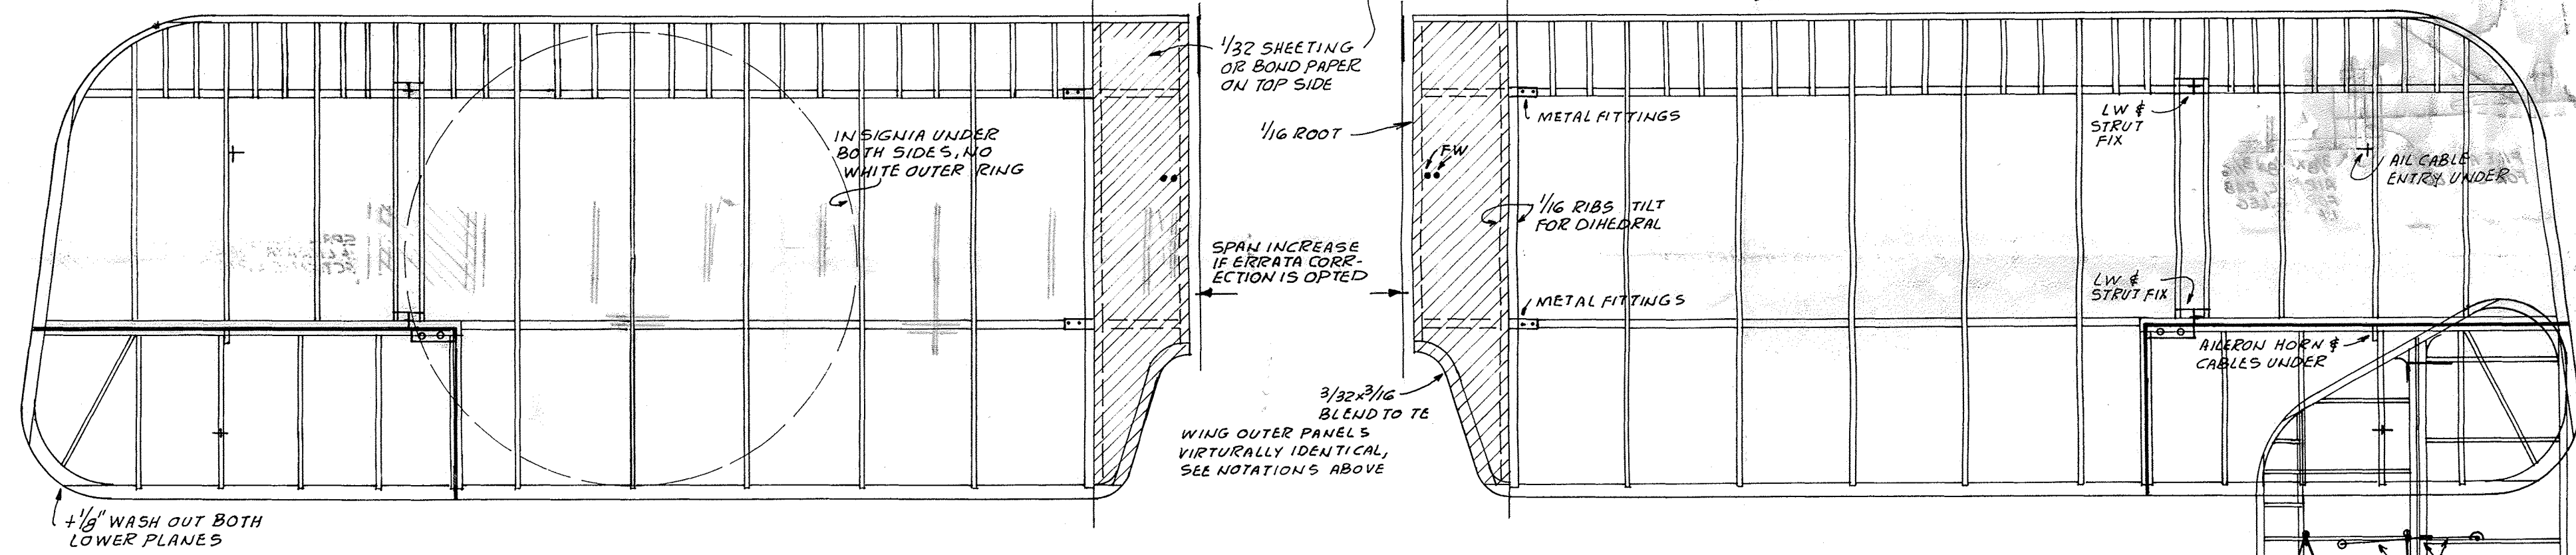 1/32 SHEETING
OR BOND PAPER
ON TOP SIDE
INSIGNIA UNDER
BOTH SIDES, NO
WHITE OUTER RING
1/16 ROOT
FW
METAL FITTINGS
LW &
STRUT
FIX
AIL CABLE
ENTRY UNDER
1/16 RIBS TILT
FOR DIHEDRAL
SPAN INCREASE
IF ERRATA CORR-
ECTION IS OPTED
METAL FITTINGS
LW &
STRUT FIX
AILERON HORN &
CABLES UNDER
3/32x3/16
BLEND TO TE
WING OUTER PANELS
VIRTURALLY IDENTICAL,
SEE NOTATIONS ABOVE
+1/8" WASH OUT BOTH
LOWER PLANES